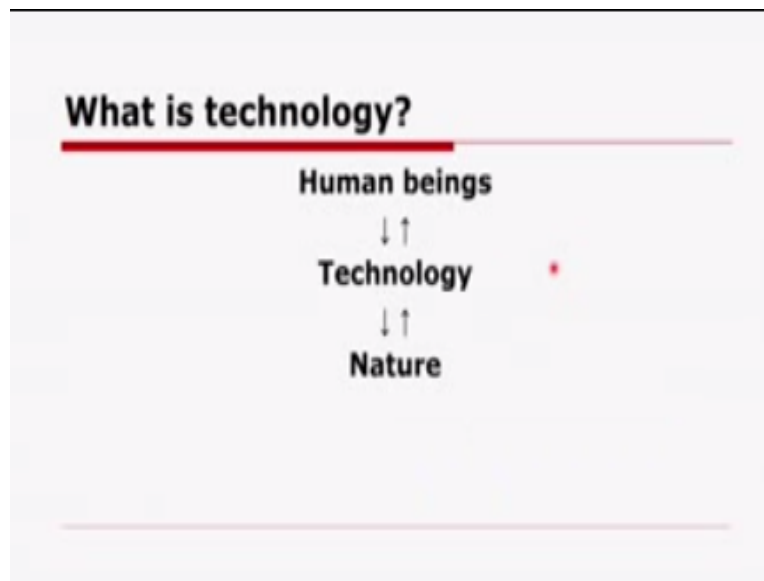 What is technology?
Human beings
↓↑
Technology
↓↑
Nature